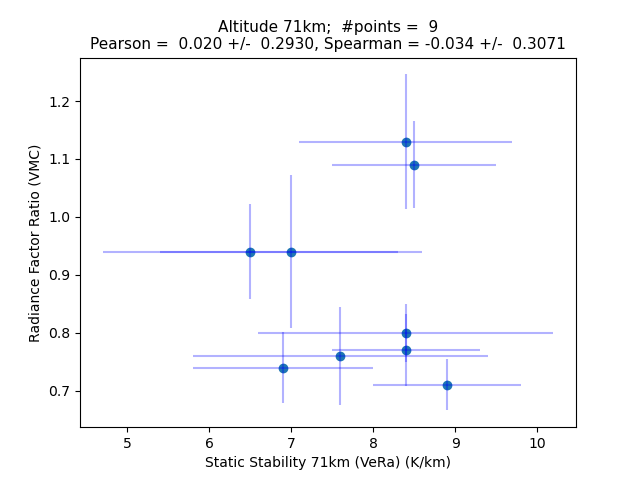 Altitude 71km;  #points =  9
Pearson =  0.020 +/-  0.2930, Spearman = -0.034 +/-  0.3071
1.2
1.1
1.0
0.9
0.8
0.7
Radiance Factor Ratio (VMC)
5 6 7 8 9 10
Static Stability 71km (VeRa) (K/km)